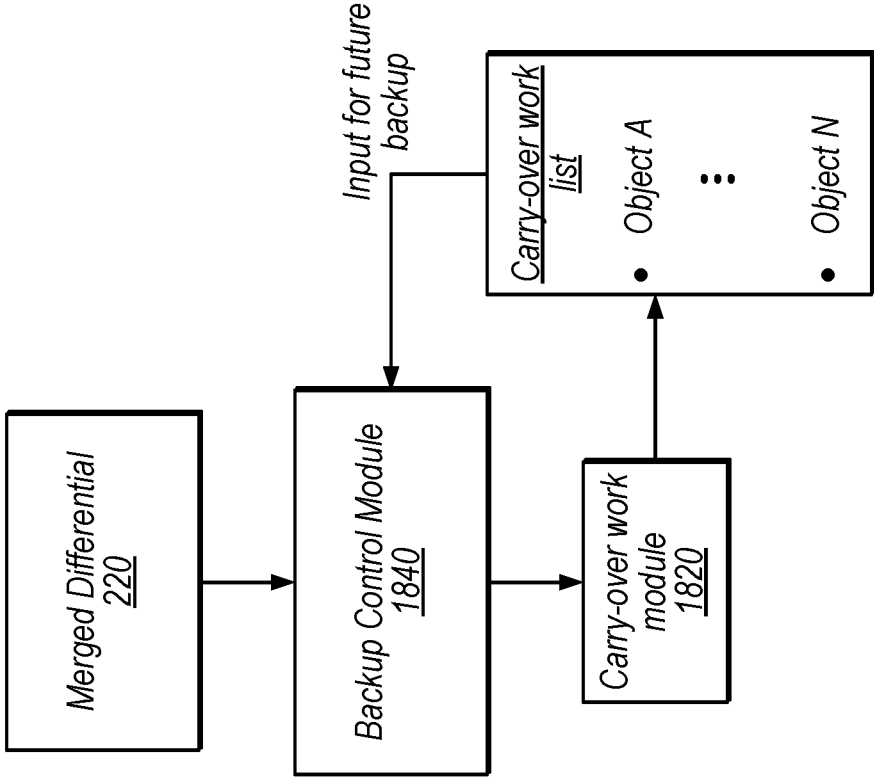 Merged Differential
220
Backup Control Module
1840
Carry-over work
module
1820
Input for future
backup
Carry-over work
list
• Object A
...
• Object N